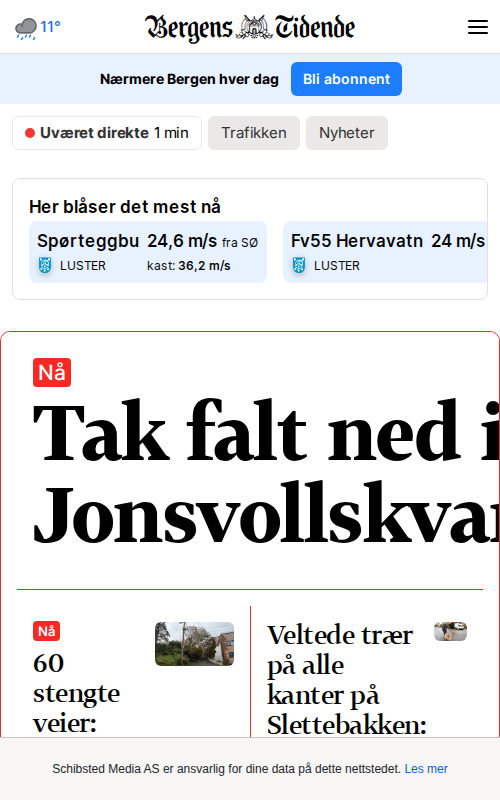 11°
Bergens Tidende
Nærmere Bergen hver dag
Bli abonnent
Uværet direkte 1 min
Trafikken
Nyheter
Her blåser det mest nå
Spørteggbu 24,6 m/s fra SØ
LUSTER kast: 36,2 m/s
Fv55 Hervavatn 24 m/s
LUSTER
Nå
Tak falt ned i
Jonsvollskvar
Nå
60
stengte
veier:
Veltede trær
på alle
kanter på
Slettebakken:
Schibsted Media AS er ansvarlig for dine data på dette nettstedet. Les mer